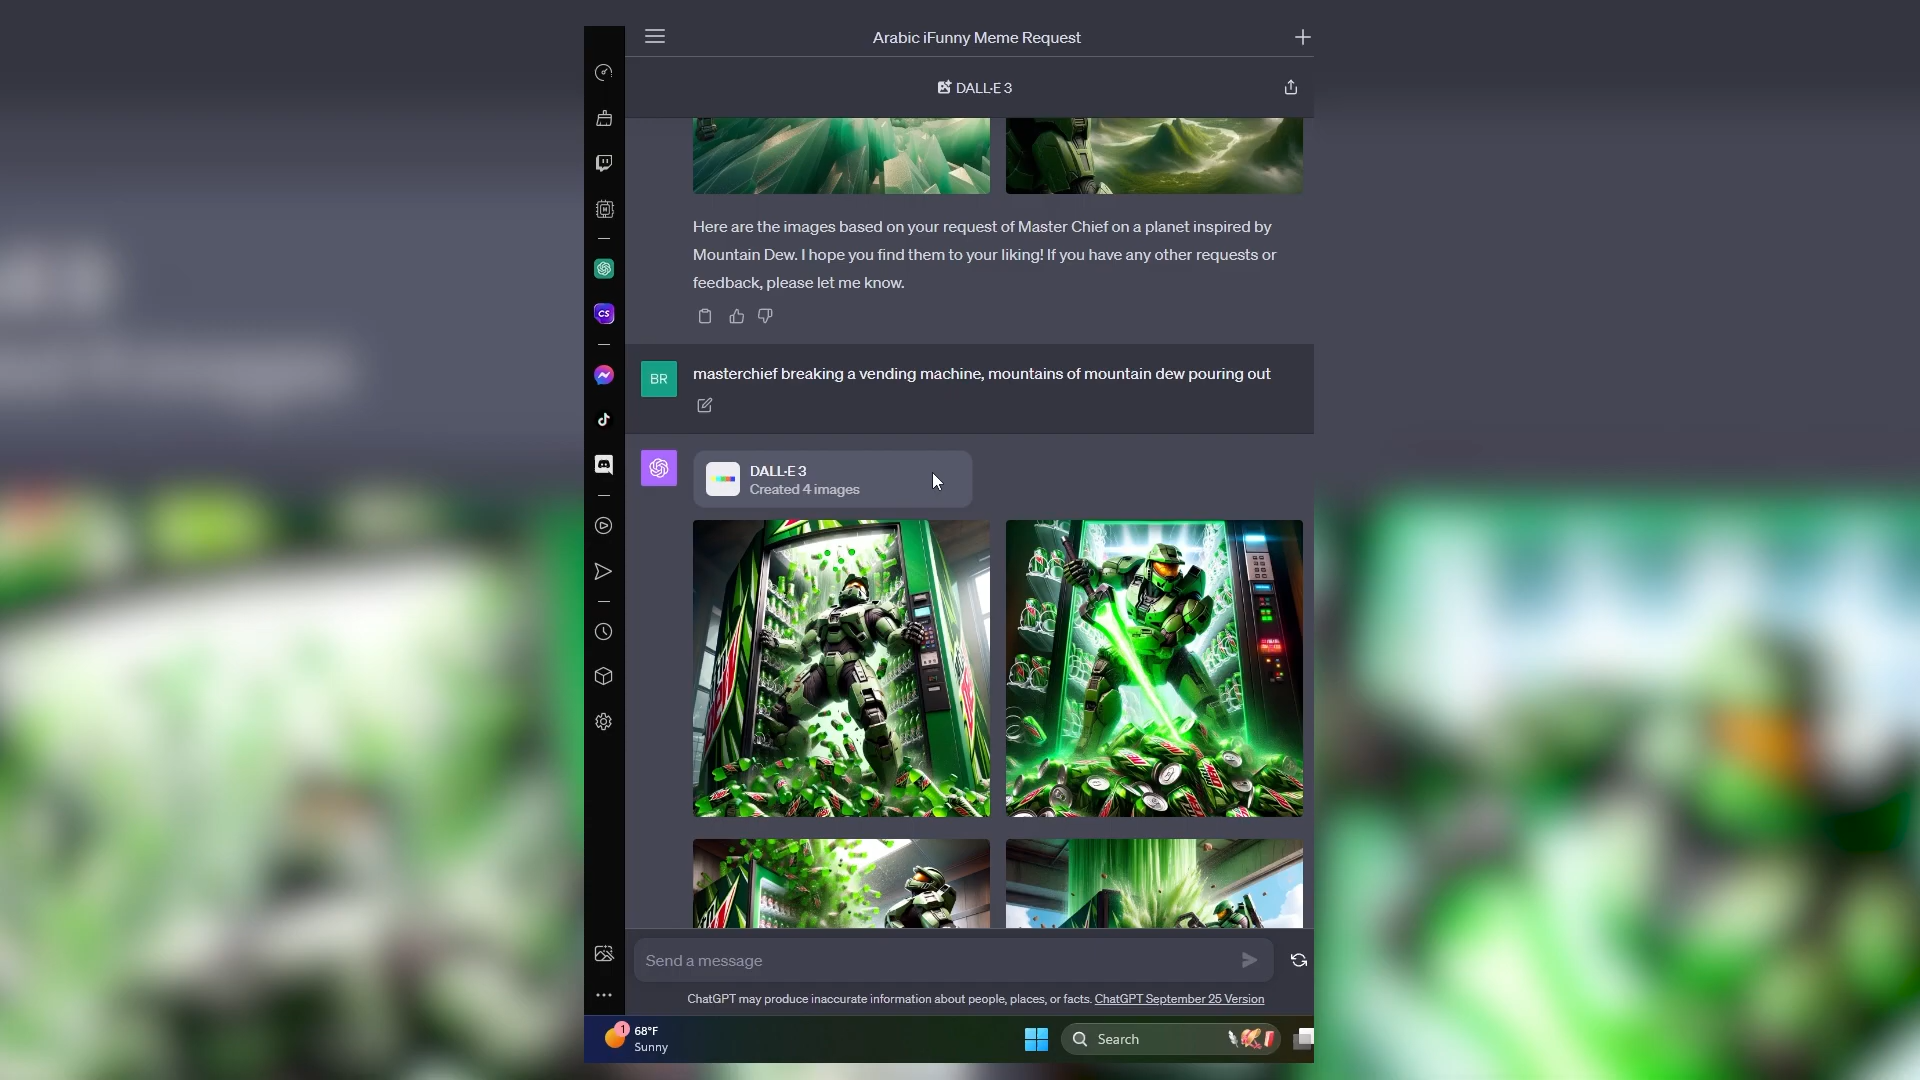 Arabic iFunny Meme Request
DALL·E 3
Here are the images based on your request of Master Chief on a planet inspired by
Mountain Dew. I hope you find them to your liking! If you have any other requests or
feedback, please let me know.
BR
masterchief breaking a vending machine, mountains of mountain dew pouring out
CS
DALL·E 3
Created 4 images
Send a message
ChatGPT may produce inaccurate information about people, places, or facts. ChatGPT September 25 Version
1
68°F
Sunny
Search